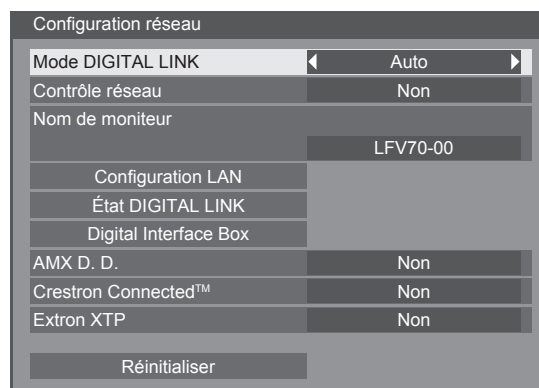 Configuration réseau
Mode DIGITAL LINK Auto
Contrôle réseau Non
Nom de moniteur
LFV70-00
Configuration LAN
État DIGITAL LINK
Digital Interface Box
AMX D. D. Non
Crestron Connected™ Non
Extron XTP Non
Réinitialiser